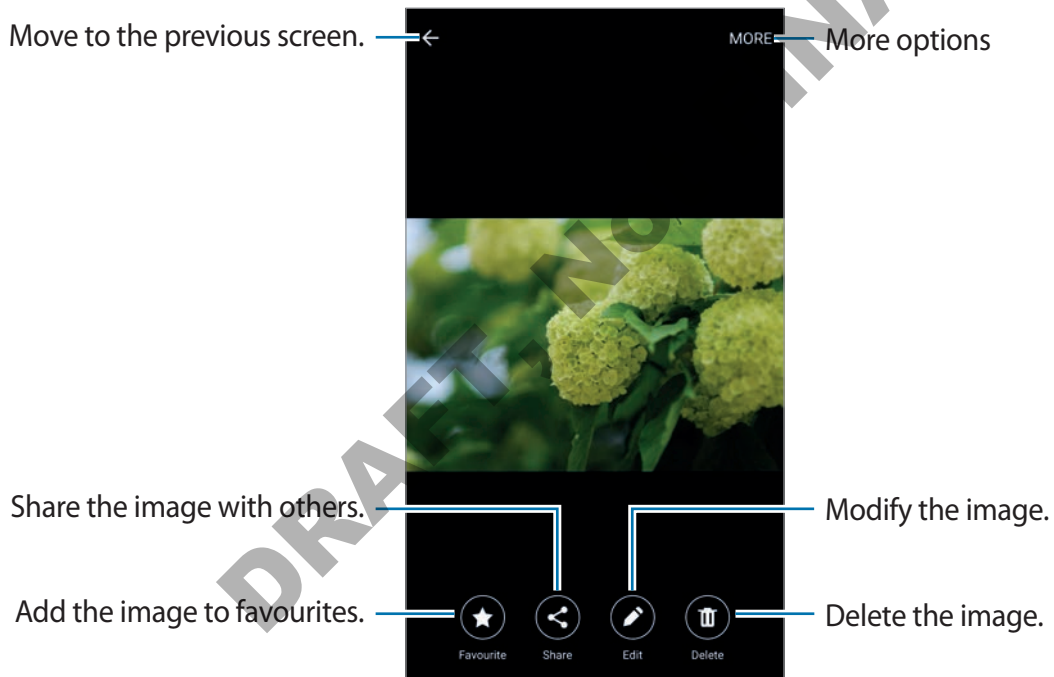 Move to the previous screen.
MORE
More options
Share the image with others.
Modify the image.
Add the image to favourites.
Delete the image.
Favourite
Share
Edit
Delete
DRAFT - Not